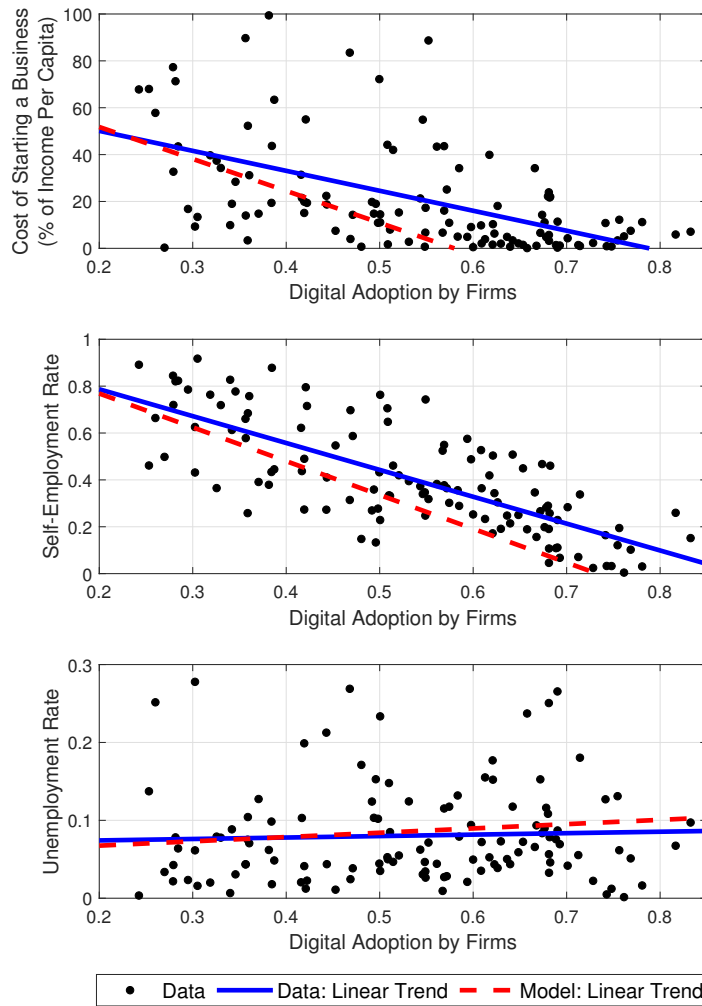 100
80
60
40
20
0
Cost of Starting a Business
(% of Income Per Capita)
0.2 0.3 0.4 0.5 0.6 0.7 0.8
Digital Adoption by Firms
1
0.8
0.6
0.4
0.2
0
Self-Employment Rate
0.2 0.3 0.4 0.5 0.6 0.7 0.8
Digital Adoption by Firms
0.3
0.2
0.1
0
Unemployment Rate
0.2 0.3 0.4 0.5 0.6 0.7 0.8
Digital Adoption by Firms
Data Data: Linear Trend Model: Linear Trend